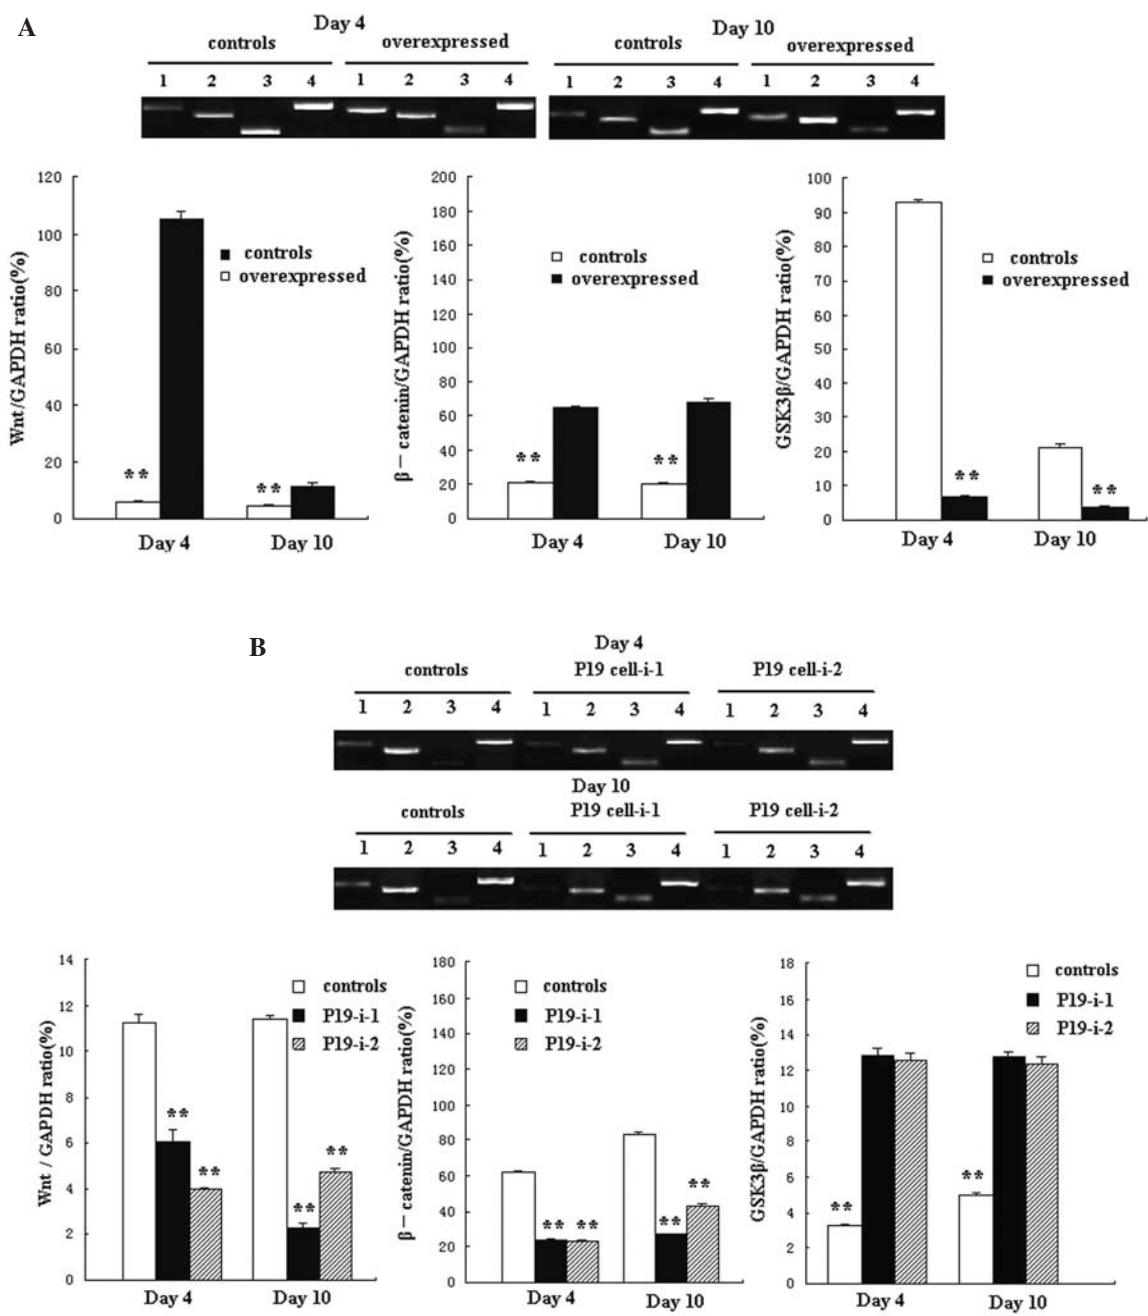 A
Day 4
Day 10
controls overexpressed controls overexpressed
1 2 3 4 1 2 3 4 1 2 3 4 1 2 3 4
Wnt/GAPDH ratio(%)
120
100
80
60
40
20
0
controls
overexpressed
**
**
Day 4 Day 10
β－catenin/GAPDH ratio(%)
200
180
160
140
120
100
80
60
40
20
0
controls
overexpressed
**
**
Day 4 Day 10
GSK3β/GAPDH ratio(%)
100
90
80
70
60
50
40
30
20
10
0
controls
overexpressed
**
**
Day 4 Day 10
B
Day 4
controls P19 cell-i-1 P19 cell-i-2
1 2 3 4 1 2 3 4 1 2 3 4
Day 10
controls P19 cell-i-1 P19 cell-i-2
1 2 3 4 1 2 3 4 1 2 3 4
Wnt / GAPDH ratio(%)
14
12
10
8
6
4
2
0
controls
P19-i-1
P19-i-2
**
**
**
**
Day 4 Day 10
β－catenin/GAPDH ratio(%)
180
160
140
120
100
80
60
40
20
0
controls
P19-i-1
P19-i-2
** **
**
**
Day 4 Day 10
GSK3β/GAPDH ratio(%)
18
16
14
12
10
8
6
4
2
0
controls
P19-i-1
P19-i-2
**
**
Day 4 Day 10